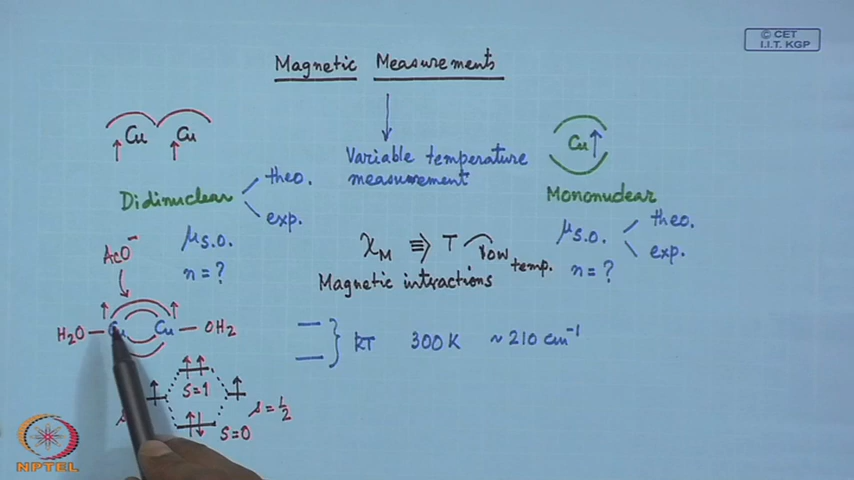 © CET
I.I.T. KGP
Magnetic Measurements
Cu Cu
Cu
Variable temperature
measurement
Didinuclear
theo.
exp.
Mononuclear
theo.
exp.
μs.o.
n = ?
χM ⇛ T low temp.
Magnetic interactions
μs.o.
n = ?
AcO⁻
H2O — Cu Cu — OH2
} kT 300K ~210 cm⁻¹
S=1
s = 1/2
S=0
NPTEL